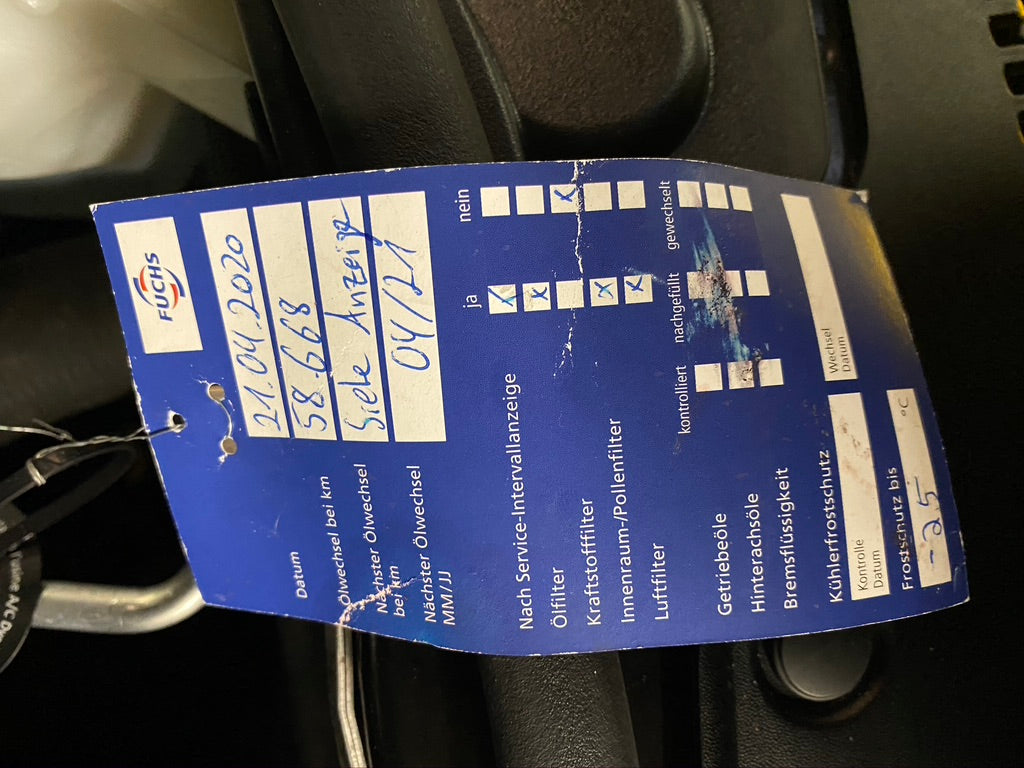 FUCHS
Datum 21.04.2020
Ölwechsel bei km 58.668
Nächster Ölwechsel
bei km Siehe Anzeige
Nächster Ölwechsel
MM/JJ 04/21
ja nein
Nach Service-Intervallanzeige x
Ölfilter x
Kraftstofffilter x
Innenraum-/Pollenfilter x
Luftfilter x
kontrolliert nachgefüllt gewechselt
Getriebeöle
Hinterachsöle
Bremsflüssigkeit
Kühlerfrostschutz
Kontrolle
Datum
Wechsel
Datum
Frostschutz bis
-25 °C